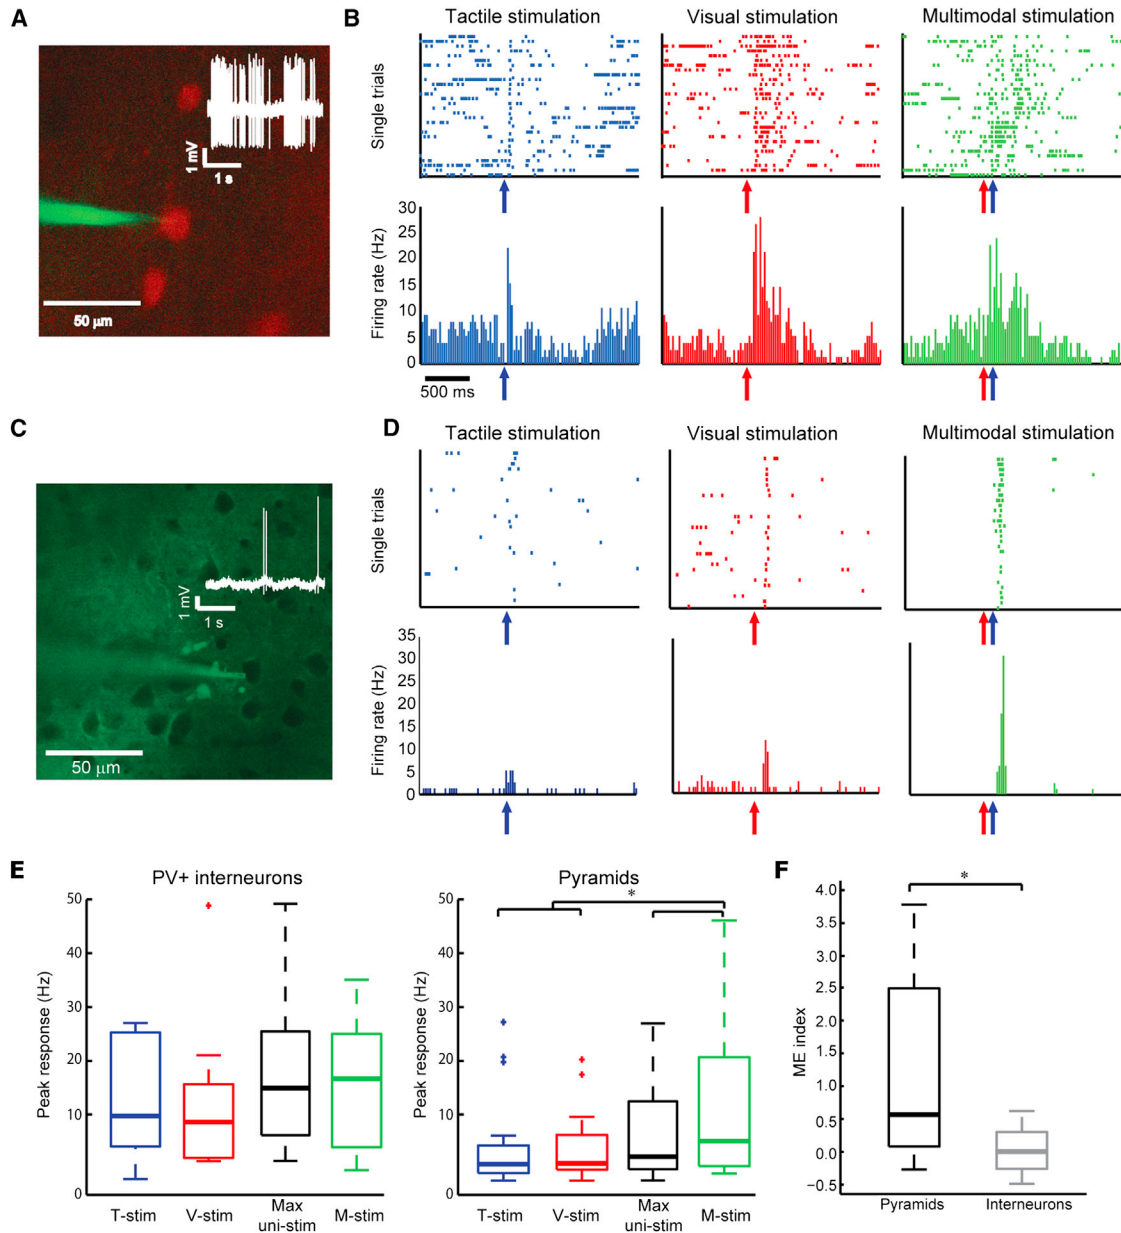 A
1 mV
1 s
50 μm
B
Tactile stimulation
Visual stimulation
Multimodal stimulation
Single trials
Firing rate (Hz)
30
25
20
15
10
5
0
500 ms
C
1 mV
1 s
50 μm
D
Tactile stimulation
Visual stimulation
Multimodal stimulation
Single trials
Firing rate (Hz)
35
30
25
20
15
10
5
0
E
PV+ interneurons
Peak response (Hz)
50
40
30
20
10
0
T-stim
V-stim
Max
uni-stim
M-stim
Pyramids
*
Peak response (Hz)
50
40
30
20
10
0
T-stim
V-stim
Max
uni-stim
M-stim
F
*
ME index
4.0
3.5
3.0
2.5
2.0
1.5
1.0
0.5
0.0
−0.5
Pyramids
Interneurons